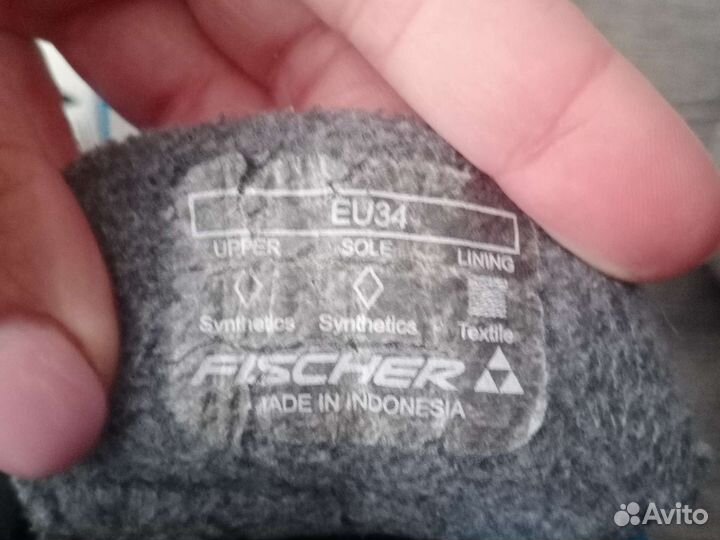 EU34
UPPER SOLE LINING
Synthetics Synthetics Textile
FISCHER
MADE IN INDONESIA
Avito